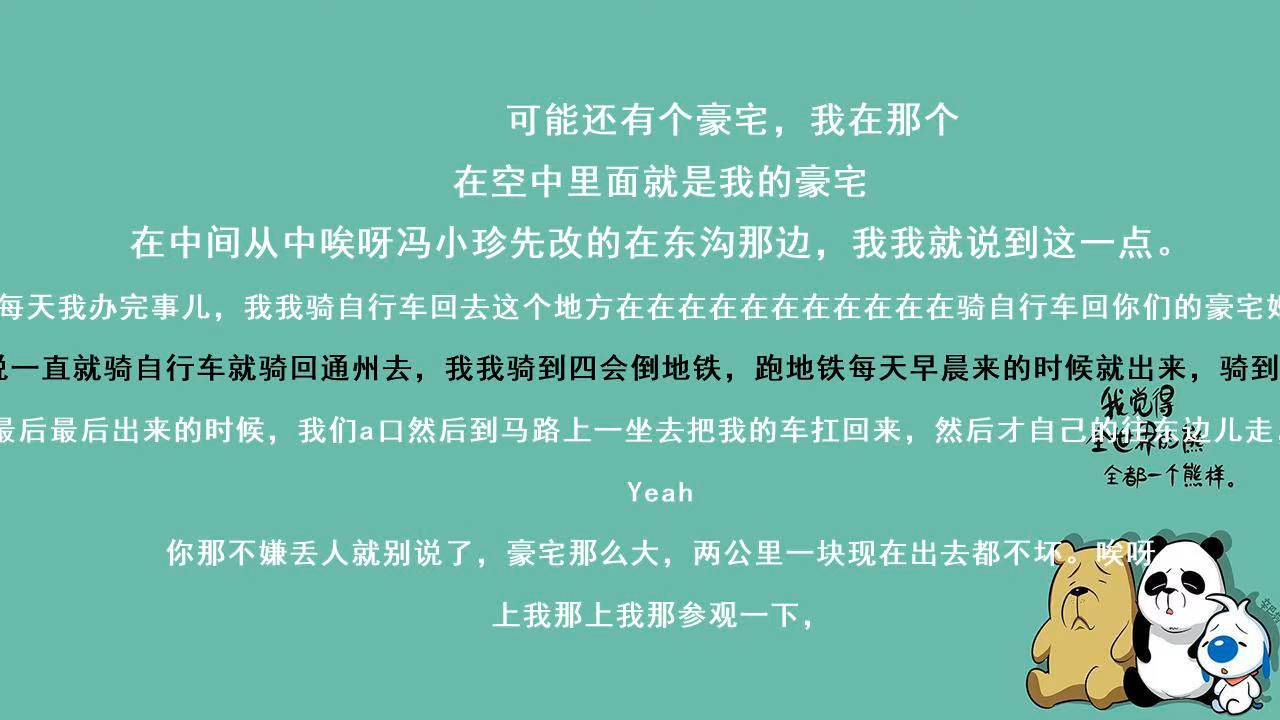 可能还有个豪宅，我在那个
在空中里面就是我的豪宅
在中间从中唉呀冯小珍先改的在东沟那边，我我就说到这一点。
每天我办完事儿，我我骑自行车回去这个地方在在在在在在在在在在在骑自行车回你们的豪宅
一直就骑自行车就骑回通州去，我我骑到四会倒地铁，跑地铁每天早晨来的时候就出来，骑到
最后最后出来的时候，我们a口然后到马路上一坐去把我的车扛回来，然后才自己的往东边儿走，
我觉得
全世界的熊
全都一个熊样。
Yeah
你那不嫌丢人就别说了，豪宅那么大，两公里一块现在出去都不坏。唉呀
上我那上我那参观一下，